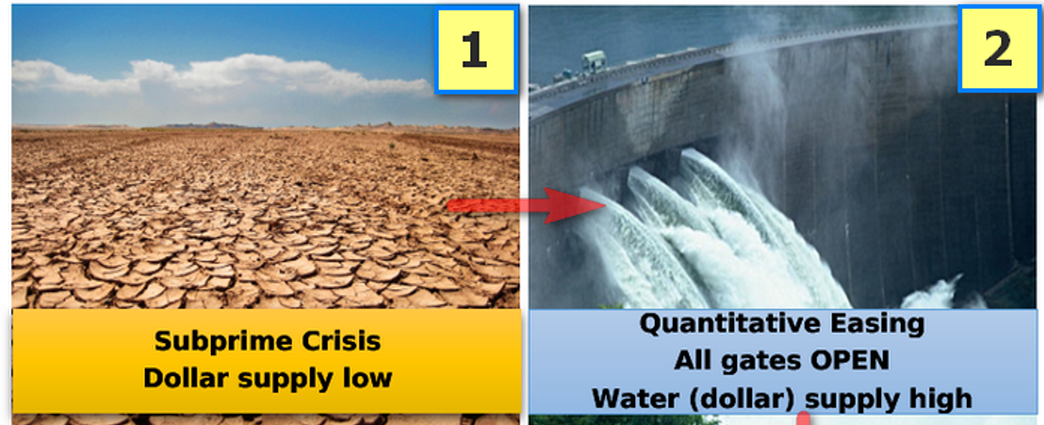 1
Subprime Crisis
Dollar supply low
2
Quantitative Easing
All gates OPEN
Water (dollar) supply high